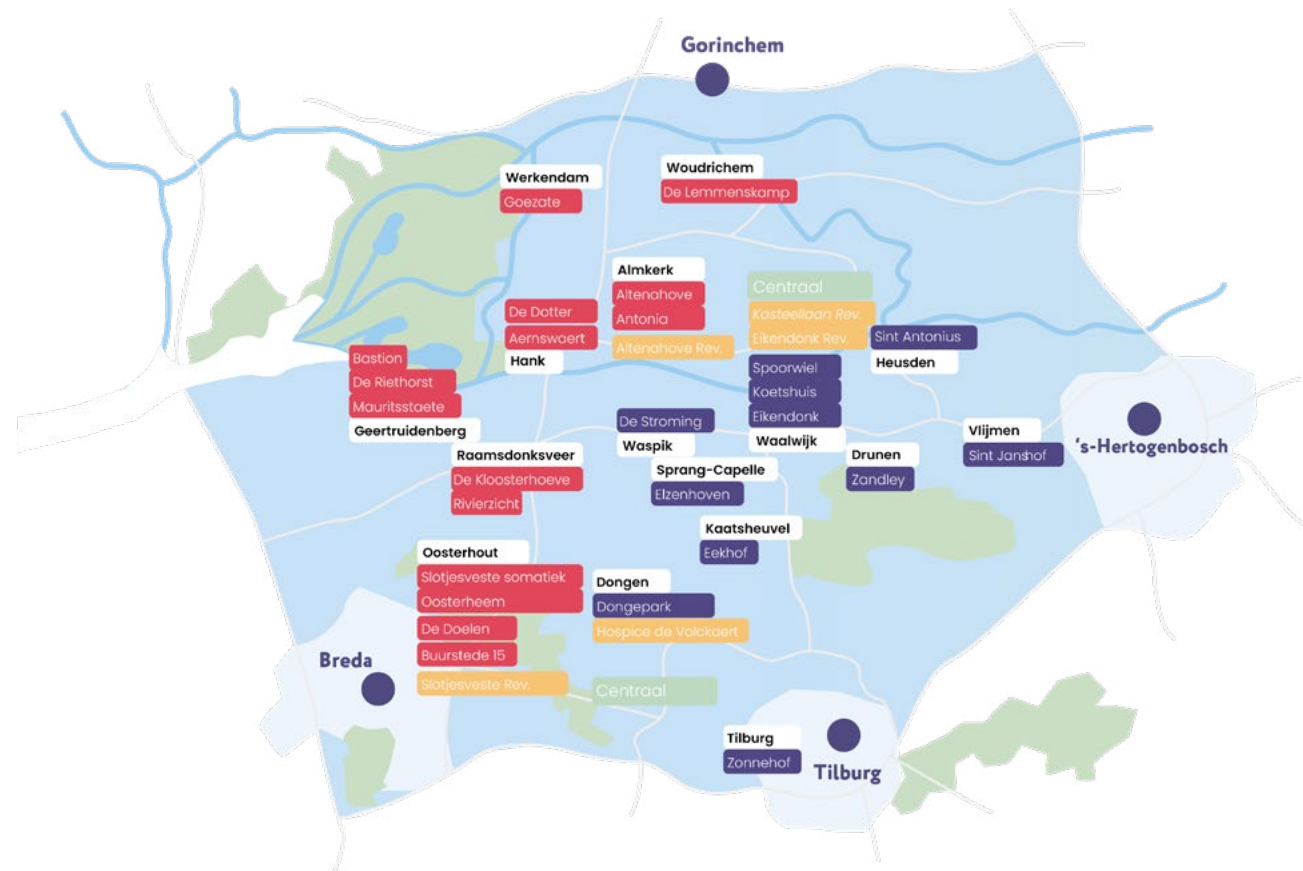 Gorinchem
Werkendam
Goezate
Woudrichem
De Lemmenskamp
Almkerk
Altenahove
Antonia
Altenahove Rev.
De Dotter
Aernswaert
Hank
Centraal
Kasteellaan Rev.
Eikendonk Rev.
Spoorwiel
Koetshuis
Eikendonk
Waalwijk
Sint Antonius
Heusden
Bastion
De Riethorst
Mauritsstaete
Geertruidenberg
Raamsdonksveer
De Kloosterhoeve
Rivierzicht
De Stroming
Waspik
Sprang-Capelle
Elzenhoven
Drunen
Zandley
Vlijmen
Sint Janshof
's-Hertogenbosch
Kaatsheuvel
Eekhof
Oosterhout
Slotjesveste somatiek
Oosterheem
De Doelen
Buurstede 15
Slotjesveste Rev.
Dongen
Dongepark
Hospice de Volckaert
Centraal
Breda
Tilburg
Zonnehof
Tilburg